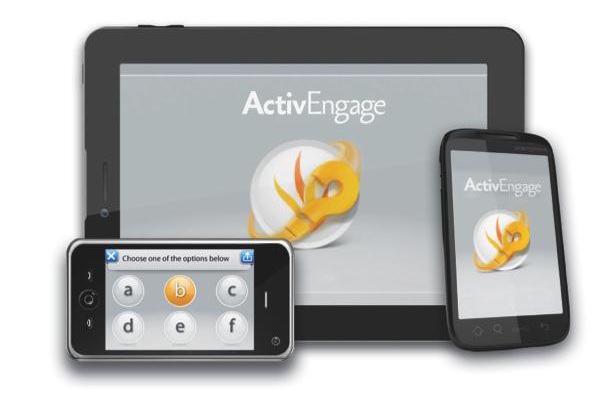 ActivEngage
ActivEngage
Choose one of the options below
a b c
d e f